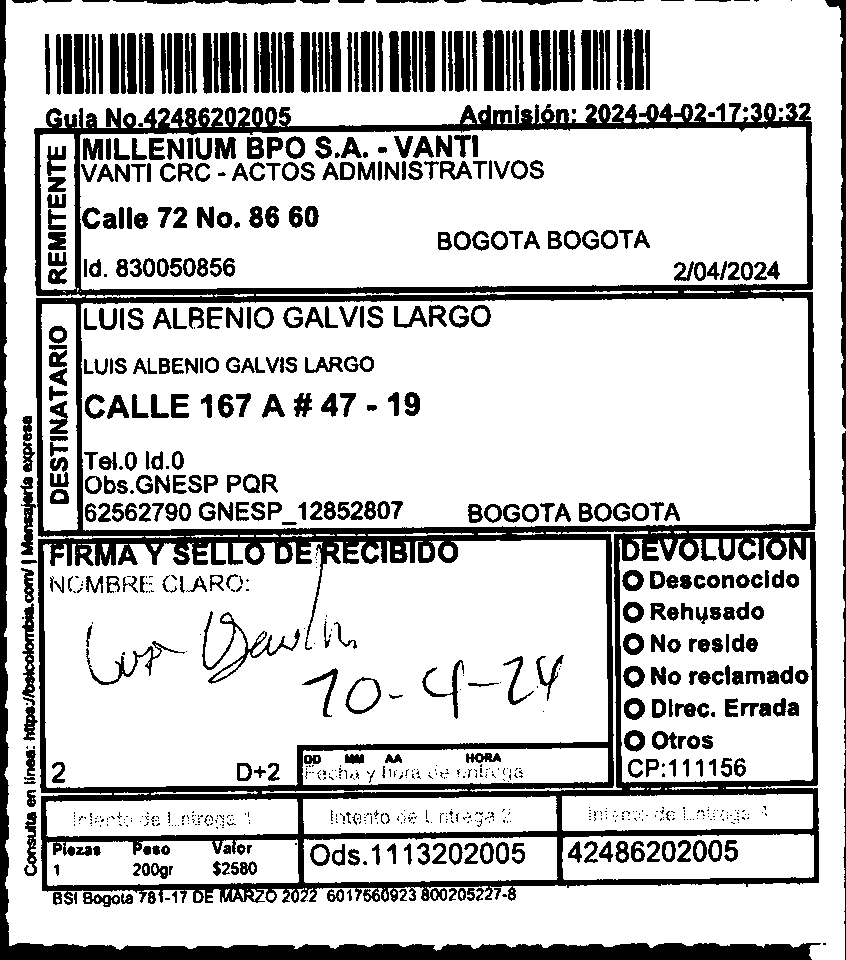 Guia No.42486202005 Admisión: 2024-04-02-17:30:32
REMITENTE
MILLENIUM BPO S.A. - VANTI
VANTI CRC - ACTOS ADMINISTRATIVOS
Calle 72 No. 86 60
BOGOTA BOGOTA
Id. 830050856
2/04/2024
DESTINATARIO
LUIS ALBENIO GALVIS LARGO
LUIS ALBENIO GALVIS LARGO
CALLE 167 A # 47 - 19
Tel.0 Id.0
Obs.GNESP PQR
62562790 GNESP_12852807 BOGOTA BOGOTA
FIRMA Y SELLO DE RECIBIDO
NOMBRE CLARO:
10-4-24
2 D+2
DD MM AA HORA
Fecha y hora de entrega
DEVOLUCION
Desconocido
Rehusado
No reside
No reclamado
Direc. Errada
Otros
CP:111156
Intento de Entrega 1 Intento de Entrega 2 Intento de Entrega 3
Piezas Peso Valor
1 200gr $2580
Ods.1113202005
42486202005
BSI Bogota 781-17 DE MARZO 2022 6017560923 800205227-8
Consulta en linea: https://bsicolombia.com/ | Mensajería expresa